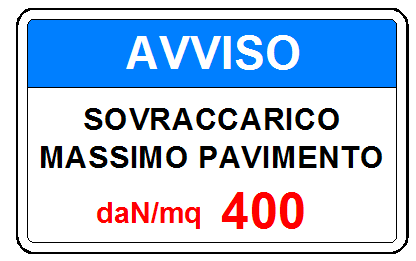 AVVISO
SOVRACCARICO
MASSIMO PAVIMENTO
daN/mq 400